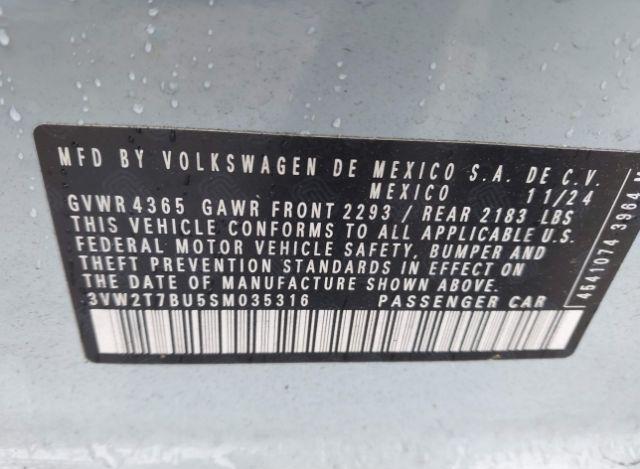 MFD BY VOLKSWAGEN DE MEXICO S.A. DE C.V.
MEXICO 11/24
GVWR 4365 GAWR FRONT 2293 / REAR 2183 LBS
THIS VEHICLE CONFORMS TO ALL APPLICABLE U.S.
FEDERAL MOTOR VEHICLE SAFETY, BUMPER AND
THEFT PREVENTION STANDARDS IN EFFECT ON
THE DATE OF MANUFACTURE SHOWN ABOVE.
3VW2T7BU5SM035316 PASSENGER CAR
4541074 3964